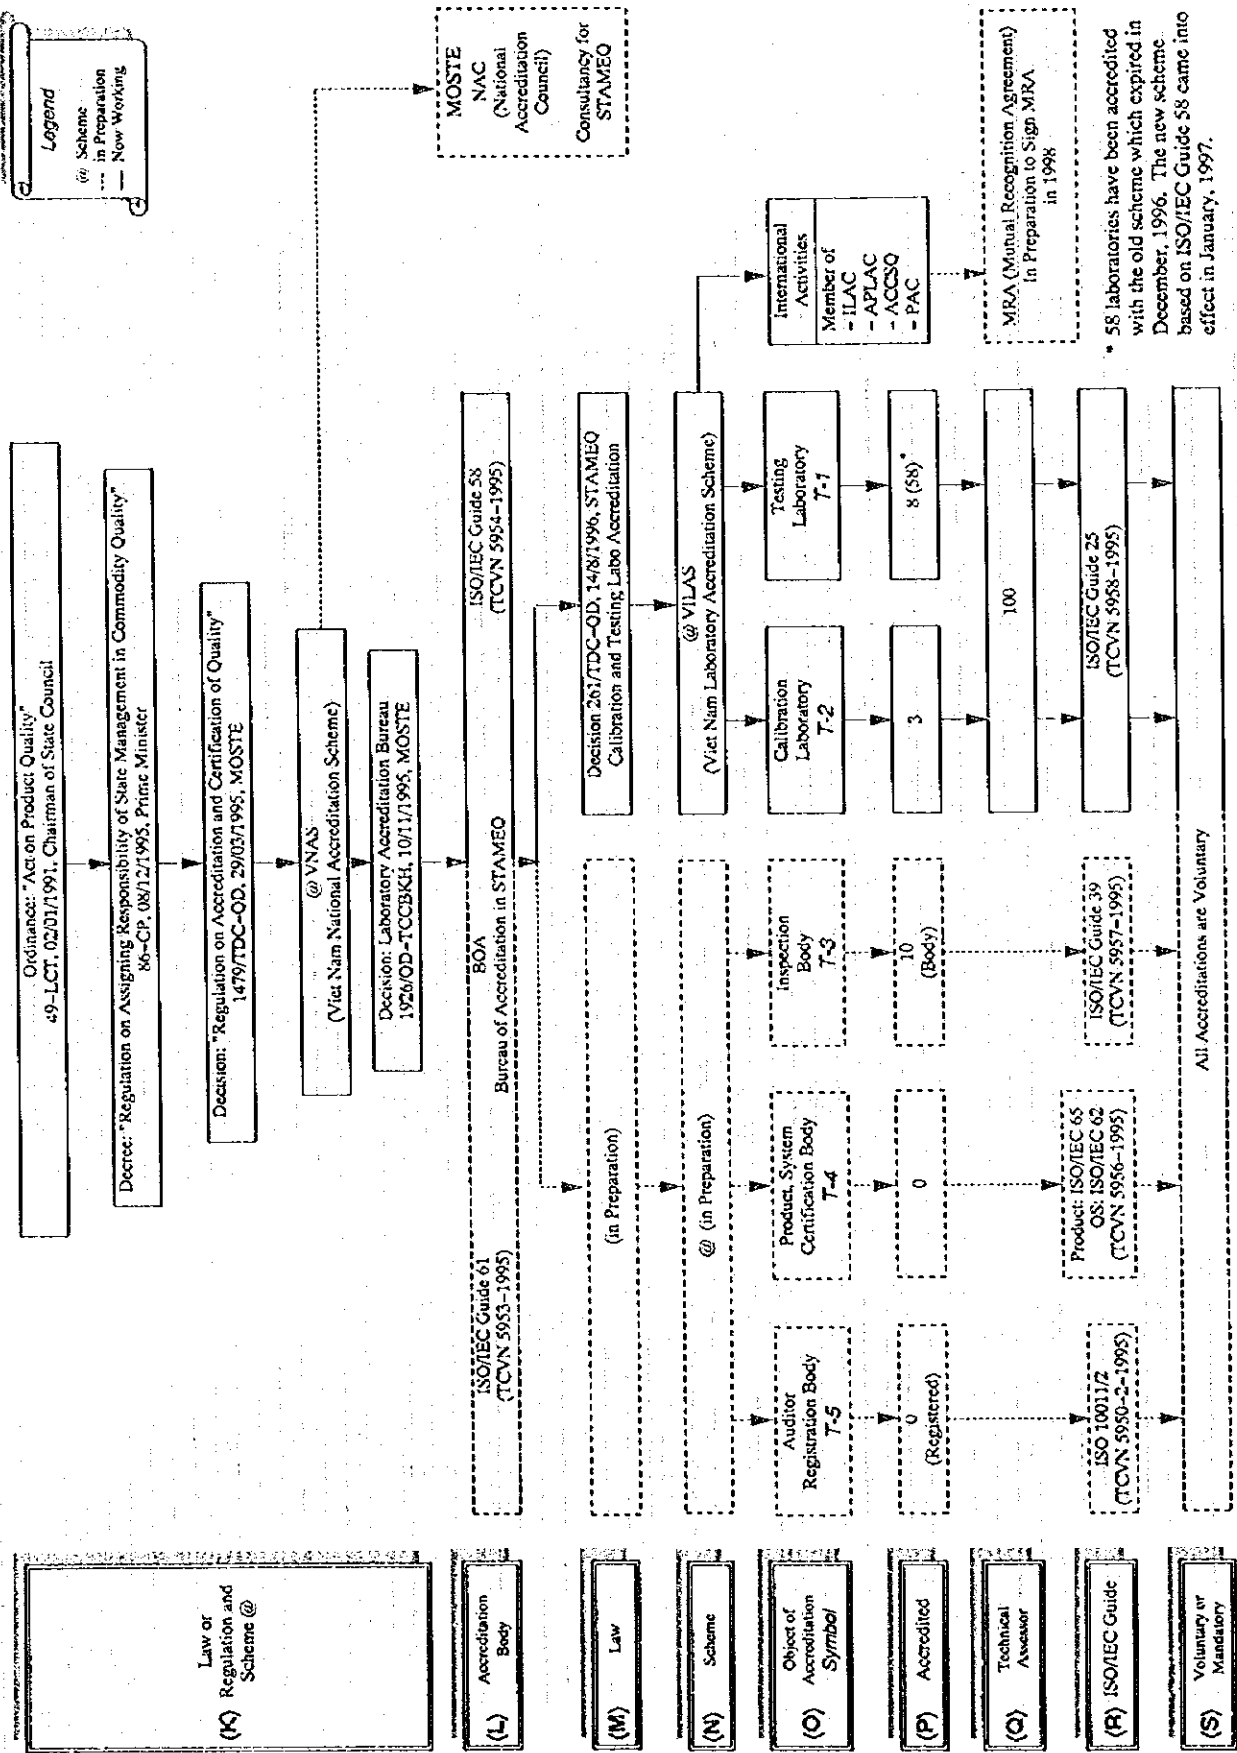 Legend
@ Scheme
--- in Preparation
— Now Working
(K) Law or
Regulation and
Scheme @
Ordinance: "Act on Product Quality"
49-LCT, 02/01/1991, Chairman of State Council
Decree: "Regulation on Assigning Responsibility of State Management in Commodity Quality"
86-CP, 08/12/1995, Prime Minister
Decision: "Regulation on Accreditation and Certification of Quality"
1479/TDC-QD, 29/03/1995, MOSTE
@ VNAS
(Viet Nam National Accreditation Scheme)
Decision: Laboratory Accreditation Bureau
1926/QD-TCCBKH, 10/11/1995, MOSTE
MOSTE
NAC
(National
Accreditation
Council)
Consultancy for
STAMEQ
(L) Accreditation
Body
ISO/IEC Guide 61
(TCVN 5953-1995)
BOA
Bureau of Accreditation in STAMEQ
ISO/IEC Guide 58
(TCVN 5954-1995)
(M) Law
(in Preparation)
Decision 261/TDC-QD, 14/8/1996, STAMEQ
Calibration and Testing Labo Accreditation
(N) Scheme
@ (in Preparation)
@ VILAS
(Viet Nam Laboratory Accreditation Scheme)
(O) Object of
Accreditation
Symbol
Auditor
Registration Body
T-5
Product, System
Certification Body
T-4
Inspection
Body
T-3
Calibration
Laboratory
T-2
Testing
Laboratory
T-1
International
Activities
Member of
- ILAC
- APLAC
- ACCSQ
- PAC
(P) Accredited
0
(Registered)
0
10
(Body)
3
8 (58)*
(Q) Technical
Assessor
100
MRA (Mutual Recognition Agreement)
In Preparation to Sign MRA
in 1998
(R) ISO/IEC Guide
ISO 10011/2
(TCVN 5950-2-1995)
Product: ISO/IEC 65
QS: ISO/IEC 62
(TCVN 5956-1995)
ISO/IEC Guide 39
(TCVN 5957-1995)
ISO/IEC Guide 25
(TCVN 5958-1995)
(S) Voluntary or
Mandatory
All Accreditations are Voluntary
* 58 laboratories have been accredited
with the old scheme which expired in
December, 1996. The new scheme
based on ISO/IEC Guide 58 came into
effect in January, 1997.